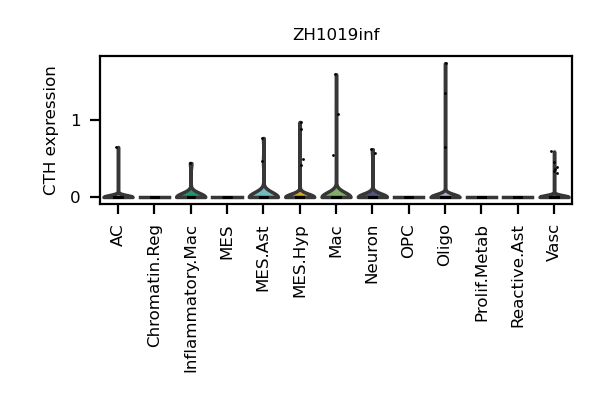 ZH1019inf
CTH expression
1
0
AC
Chromatin.Reg
Inflammatory.Mac
MES
MES.Ast
MES.Hyp
Mac
Neuron
OPC
Oligo
Prolif.Metab
Reactive.Ast
Vasc